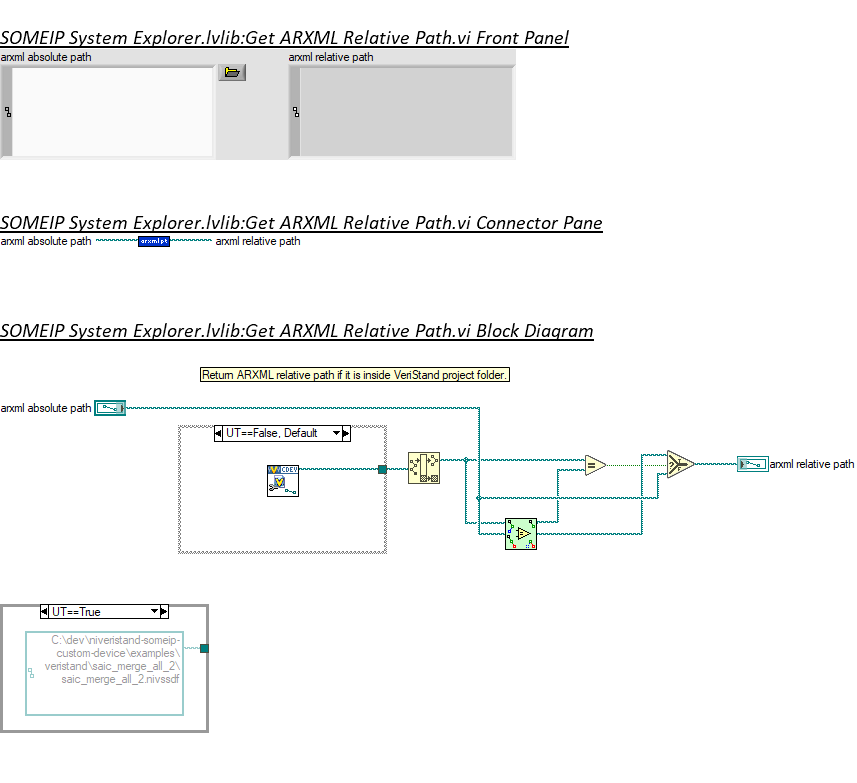 SOMEIP System Explorer.lvlib:Get ARXML Relative Path.vi Front Panel
arxml absolute path
arxml relative path
SOMEIP System Explorer.lvlib:Get ARXML Relative Path.vi Connector Pane
arxml absolute path
arxmlpt
arxml relative path
SOMEIP System Explorer.lvlib:Get ARXML Relative Path.vi Block Diagram
Return ARXML relative path if it is inside VeriStand project folder.
arxml absolute path
UT==False, Default
CDEV
=
?
T
F
arxml relative path
UT==True
C:\dev\niveristand-someip-
custom-device\examples\
veristand\saic_merge_all_2\
saic_merge_all_2.nivssdf